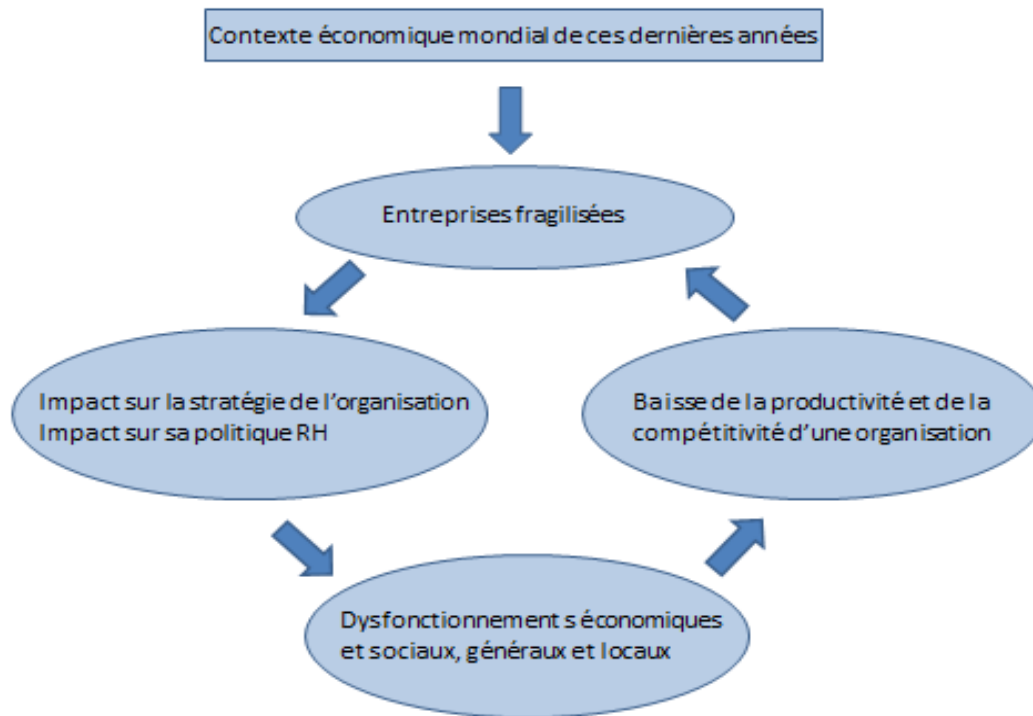 Contexte économique mondial de ces dernières années
Entreprises fragilisées
Impact sur la stratégie de l'organisation
Impact sur sa politique RH
Baisse de la productivité et de la
compétitivité d'une organisation
Dysfonctionnement s économiques
et sociaux, généraux et locaux